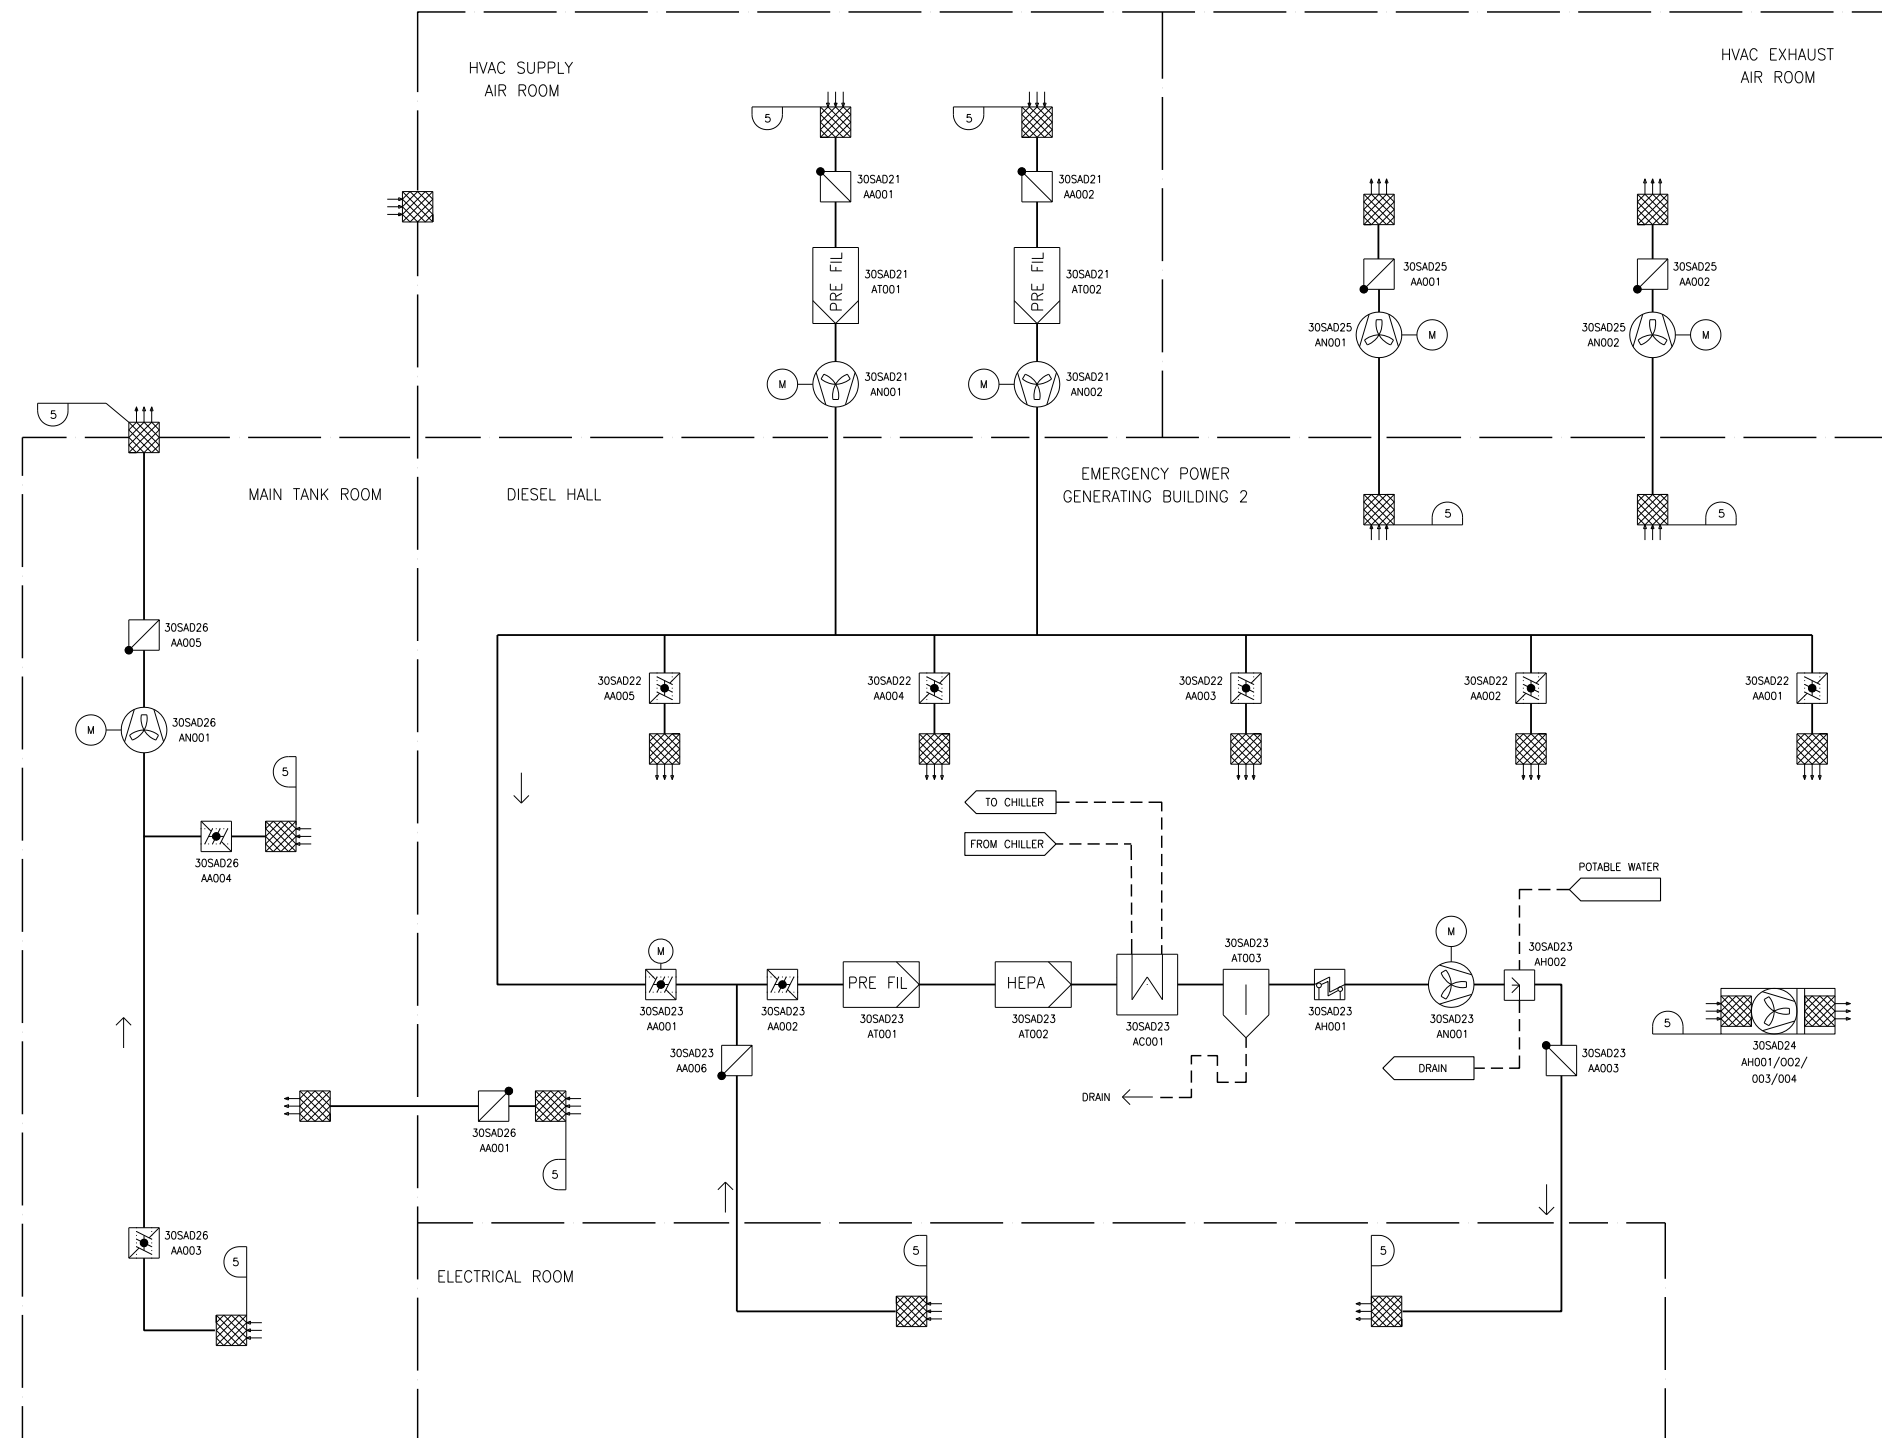 HVAC SUPPLY
AIR ROOM
HVAC EXHAUST
AIR ROOM
5
5
30SAD21
AA001
30SAD21
AA002
PRE FIL
30SAD21
AT001
PRE FIL
30SAD21
AT002
30SAD25
AA001
30SAD25
AA002
30SAD25
AN001
M
30SAD25
AN002
M
M
30SAD21
AN001
M
30SAD21
AN002
5
MAIN TANK ROOM
DIESEL HALL
EMERGENCY POWER
GENERATING BUILDING 2
5
5
30SAD26
AA005
30SAD22
AA005
30SAD22
AA004
30SAD22
AA003
30SAD22
AA002
30SAD22
AA001
M
30SAD26
AN001
5
30SAD26
AA004
TO CHILLER
FROM CHILLER
POTABLE WATER
M
30SAD23
AA001
30SAD23
AA002
PRE FIL
30SAD23
AT001
HEPA
30SAD23
AT002
30SAD23
AC001
30SAD23
AT003
30SAD23
AH001
M
30SAD23
AN001
30SAD23
AH002
5
30SAD24
AH001/002/
003/004
30SAD23
AA006
DRAIN
DRAIN
30SAD23
AA003
30SAD26
AA001
5
30SAD26
AA003
5
ELECTRICAL ROOM
5
5